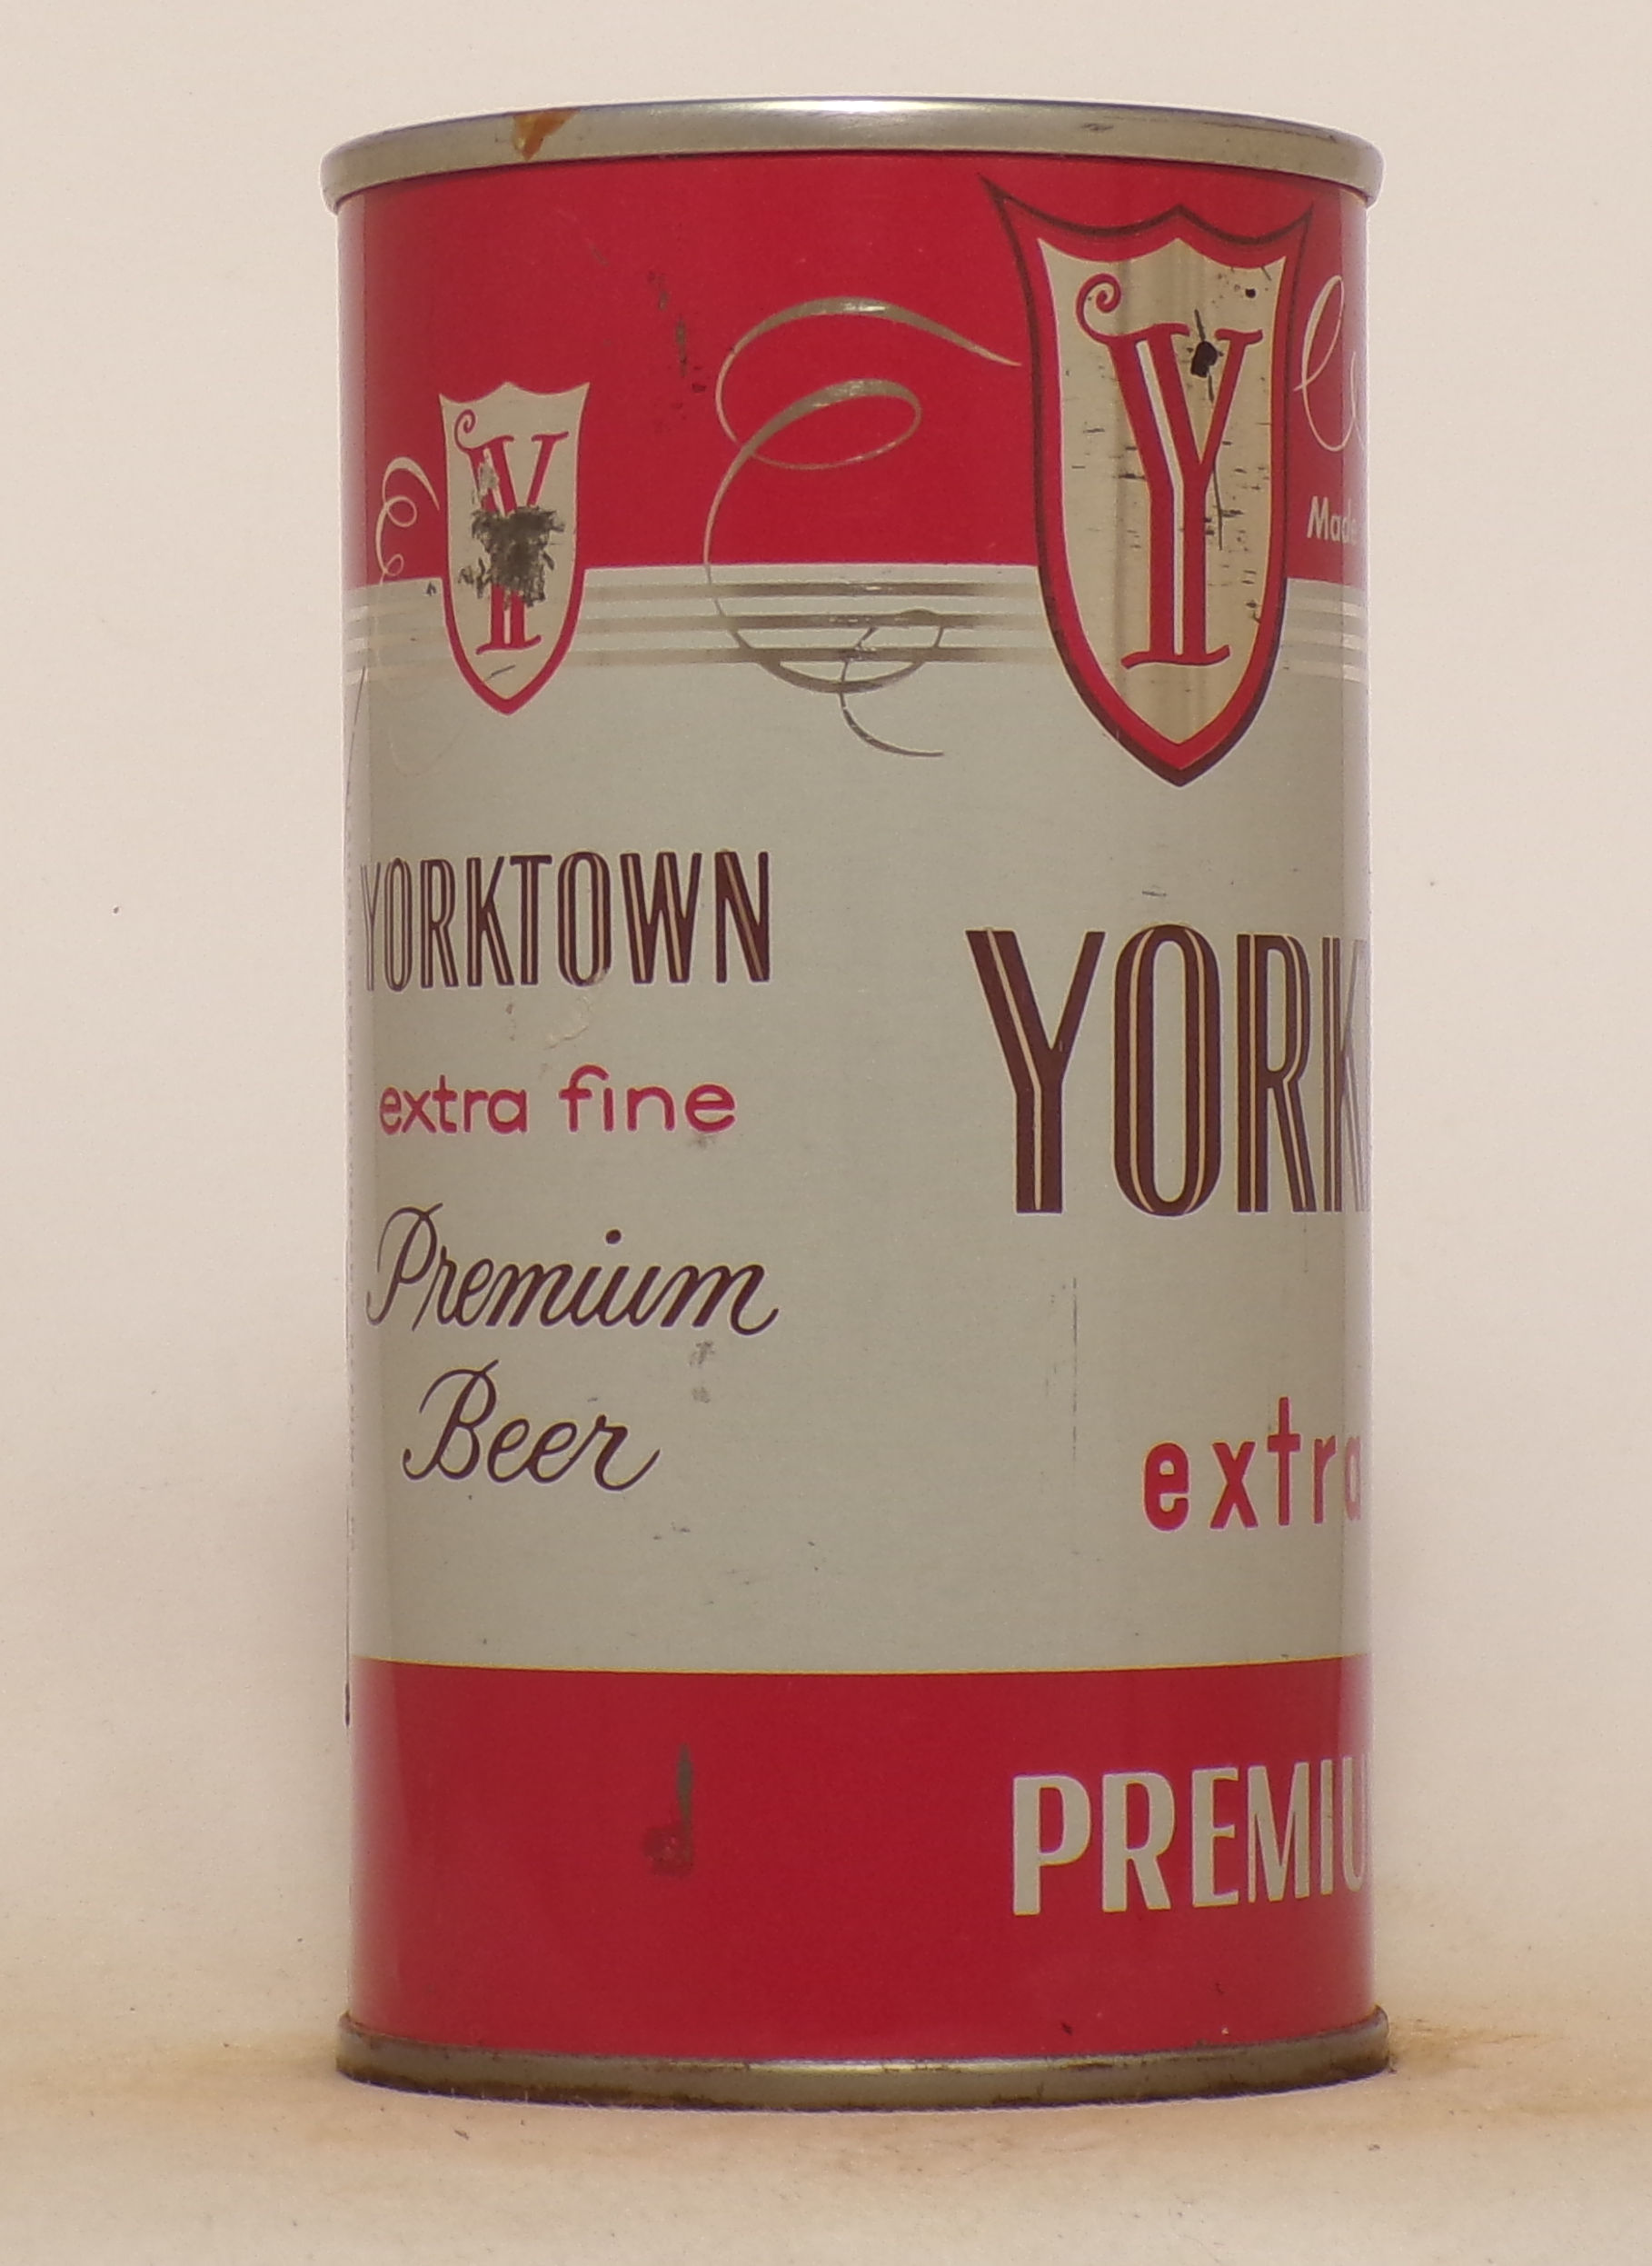 Y
YORKTOWN
extra fine
Premium
Beer
Y
YORK
extra
PREMIU